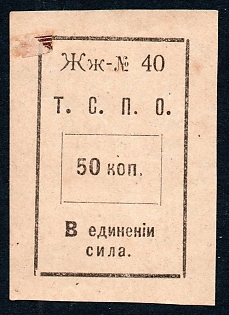 Жж-№ 40
Т. С. П. О.
50 коп.
В единенiи
сила.